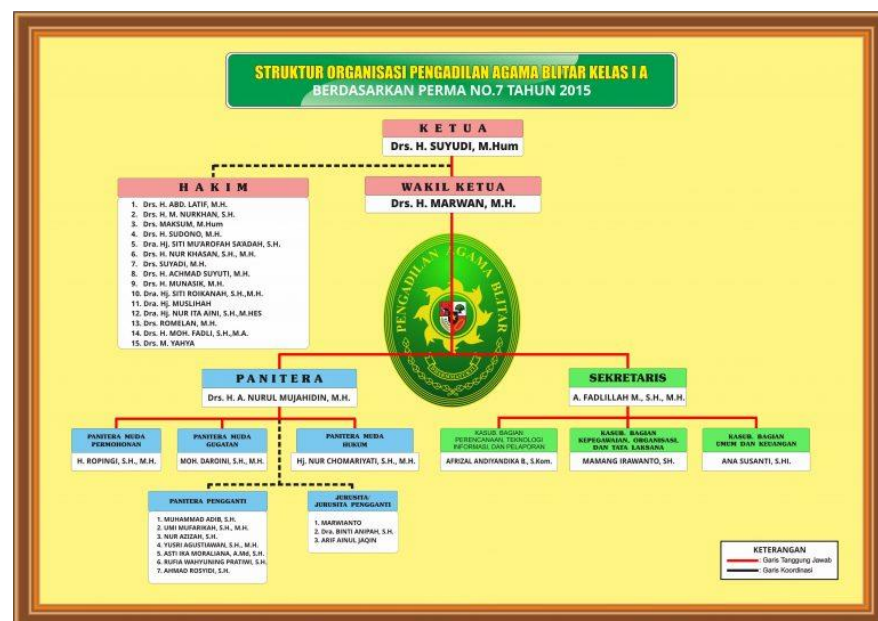 STRUKTUR ORGANISASI PENGADILAN AGAMA BLITAR KELAS I A
BERDASARKAN PERMA NO.7 TAHUN 2015
KETUA
Drs. H. SUYUDI, M.Hum
HAKIM
1. Drs. H. ABD. LATIF, M.H.
2. Drs. H. M. NURKHAN, S.H.
3. Drs. MAKSUM, M.Hum
4. Drs. H. SUDONO, M.H.
5. Dra. Hj. SITI MU'AROFAH SA'ADAH, S.H.
6. Drs. H. NUR KHASAN, S.H., M.H.
7. Drs. SUYADI, M.H.
8. Drs. H. ACHMAD SUYUTI, M.H.
9. Drs. H. MUNASIK, M.H.
10. Dra. Hj. SITI ROIKANAH, S.H.,M.H.
11. Dra. Hj. MUSLIHAH
12. Dra. Hj. NUR ITA AINI, S.H.,M.HES
13. Drs. ROMELAN, M.H.
14. Drs. H. MOH. FADLI, S.H.,M.A.
15. Drs. M. YAHYA
WAKIL KETUA
Drs. H. MARWAN, M.H.
PENGADILAN AGAMA BLITAR
PANITERA
Drs. H. A. NURUL MUJAHIDIN, M.H.
SEKRETARIS
A. FADLILLAH M., S.H., M.H.
PANITERA MUDA
PERMOHONAN
H. ROPINGI, S.H., M.H.
PANITERA MUDA
GUGATAN
MOH. DAROINI, S.H., M.H.
PANITERA MUDA
HUKUM
Hj. NUR CHOMARIYATI, S.H., M.H.
KASUB. BAGIAN
PERENCANAAN, TEKNOLOGI
INFORMASI, DAN PELAPORAN
AFRIZAL ANDIYANDIKA B., S.Kom.
KASUB. BAGIAN
KEPEGAWAIAN, ORGANISASI,
DAN TATA LAKSANA
MAMANG IRAWANTO, SH.
KASUB. BAGIAN
UMUM DAN KEUANGAN
ANA SUSANTI, S.HI.
PANITERA PENGGANTI
1. MUHAMMAD ADIB, S.H.
2. UMI MUFARIKAH, S.H., M.H.
3. NUR AZIZAH, S.H.
4. YUSRI AGUSTIAWAN, S.H., M.H.
5. ASTI IKA MORALIANA, A.Md, S.H.
6. RUFIA WAHYUNING PRATIWI, S.H.
7. AHMAD ROSYIDI, S.H.
JURUSITA/
JURUSITA PENGGANTI
1. MARWIANTO
2. Dra. BINTI ANIPAH, S.H.
3. ARIF AINUL JAQIN
KETERANGAN
: Garis Tanggung Jawab
: Garis Koordinasi